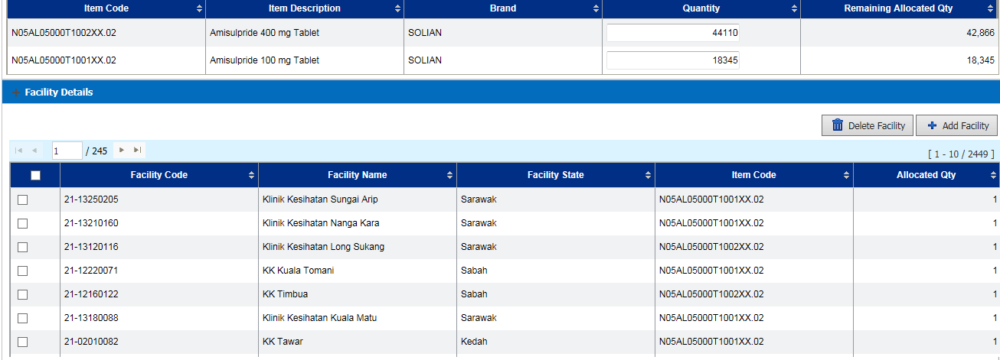 Item Code Item Description Brand Quantity Remaining Allocated Qty
N05AL05000T1002XX.02 Amisulpride 400 mg Tablet SOLIAN 44110 42,866
N05AL05000T1001XX.02 Amisulpride 100 mg Tablet SOLIAN 18345 18,345
+ Facility Details
Delete Facility + Add Facility
1 / 245 [ 1 - 10 / 2449 ]
Facility Code Facility Name Facility State Item Code Allocated Qty
21-13250205 Klinik Kesihatan Sungai Arip Sarawak N05AL05000T1001XX.02 1
21-13210160 Klinik Kesihatan Nanga Kara Sarawak N05AL05000T1001XX.02 1
21-13120116 Klinik Kesihatan Long Sukang Sarawak N05AL05000T1002XX.02 1
21-12220071 KK Kuala Tomani Sabah N05AL05000T1001XX.02 1
21-12160122 KK Timbua Sabah N05AL05000T1002XX.02 1
21-13180088 Klinik Kesihatan Kuala Matu Sarawak N05AL05000T1001XX.02 1
21-02010082 KK Tawar Kedah N05AL05000T1001XX.02 1